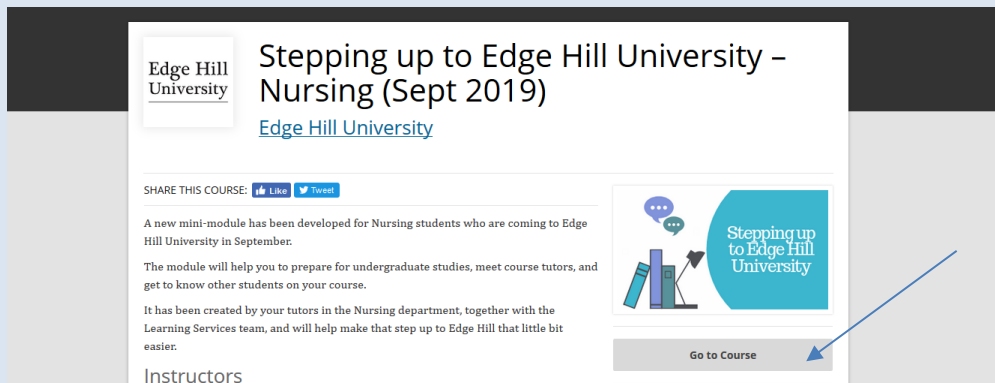 Edge Hill
University
Stepping up to Edge Hill University –
Nursing (Sept 2019)
Edge Hill University
SHARE THIS COURSE: Like Tweet
A new mini-module has been developed for Nursing students who are coming to Edge
Hill University in September.
The module will help you to prepare for undergraduate studies, meet course tutors, and
get to know other students on your course.
It has been created by your tutors in the Nursing department, together with the
Learning Services team, and will help make that step up to Edge Hill that little bit
easier.
Instructors
Stepping up
to Edge Hill
University
Go to Course